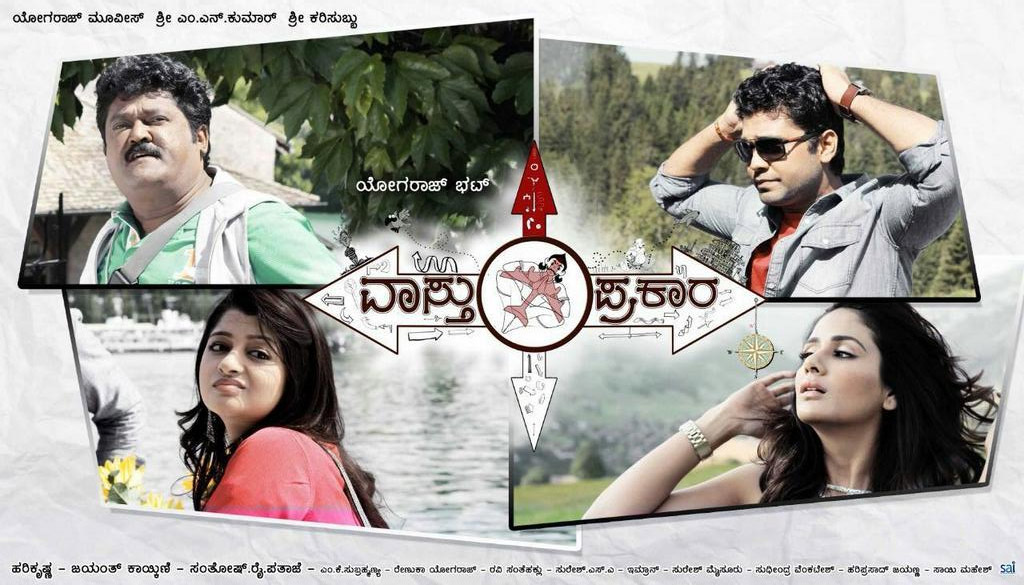 ಯೋಗರಾಜ್ ಮೂವೀಸ್ ಶ್ರೀ ಎಂ.ಎನ್.ಕುಮಾರ್ ಶ್ರೀ ಕರಿಸುಬ್ಬು
ಯೋಗರಾಜ್ ಭಟ್
ವಾಸ್ತು ಪ್ರಕಾರ
ಹರಿಕೃಷ್ಣ – ಜಯಂತ್ ಕಾಯ್ಕಿಣಿ – ಸಂತೋಷ್.ರೈ.ಪತಾಜೆ – ಎಂ.ಕೆ.ಸುಬ್ರಹ್ಮಣ್ಯ – ರೇಣುಕಾ ಯೋಗರಾಜ್ – ರವಿ ಸಂತೆಹಕ್ಲು – ಸುರೇಶ್.ಎಸ್.ಎ – ಇಮ್ರಾನ್ – ಸುರೇಶ್ ಮೈಸೂರು – ಸುಧೀಂದ್ರ ವೆಂಕಟೇಶ್ – ಹರಿಪ್ರಸಾದ್ ಜಯಣ್ಣ – ಸಾಯಿ ಮಹೇಶ್ sai